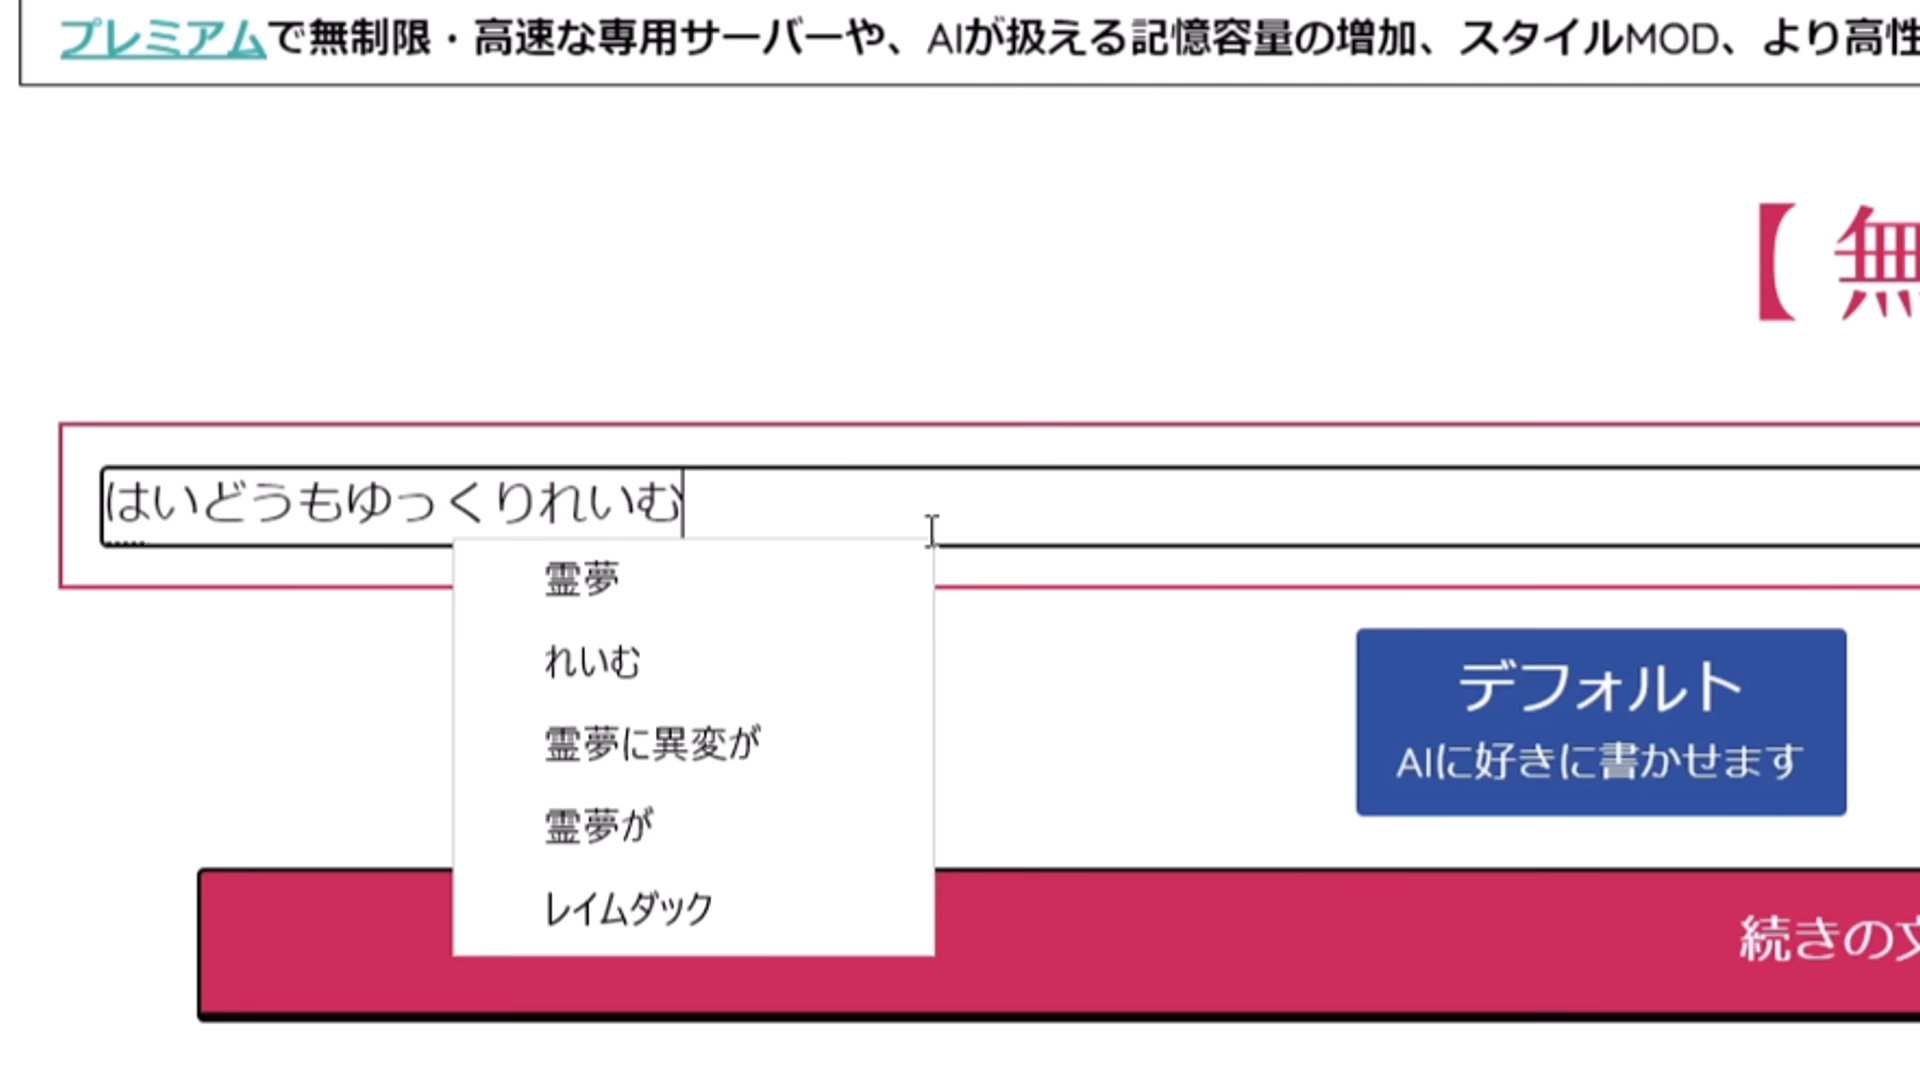 プレミアムで無制限・高速な専用サーバーや、AIが扱える記憶容量の増加、スタイルMOD、より高性
【無
はいどうもゆっくりれいむ
霊夢
れいむ
霊夢に異変が
霊夢が
レイムダック
デフォルト
AIに好きに書かせます
続きの文